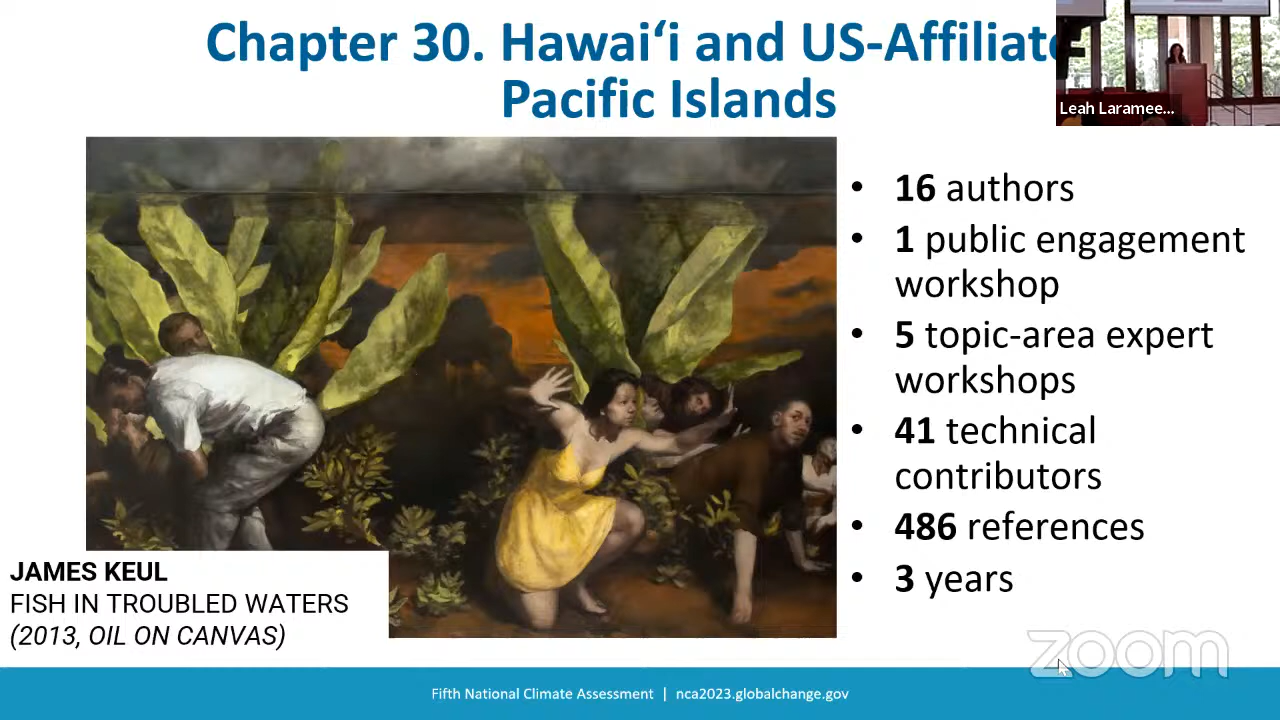 Chapter 30. Hawaiʻi and US-Affiliate
Pacific Islands
Leah Laramee...
• 16 authors
• 1 public engagement
workshop
• 5 topic-area expert
workshops
• 41 technical
contributors
• 486 references
• 3 years
JAMES KEUL
FISH IN TROUBLED WATERS
(2013, OIL ON CANVAS)
zoom
Fifth National Climate Assessment | nca2023.globalchange.gov